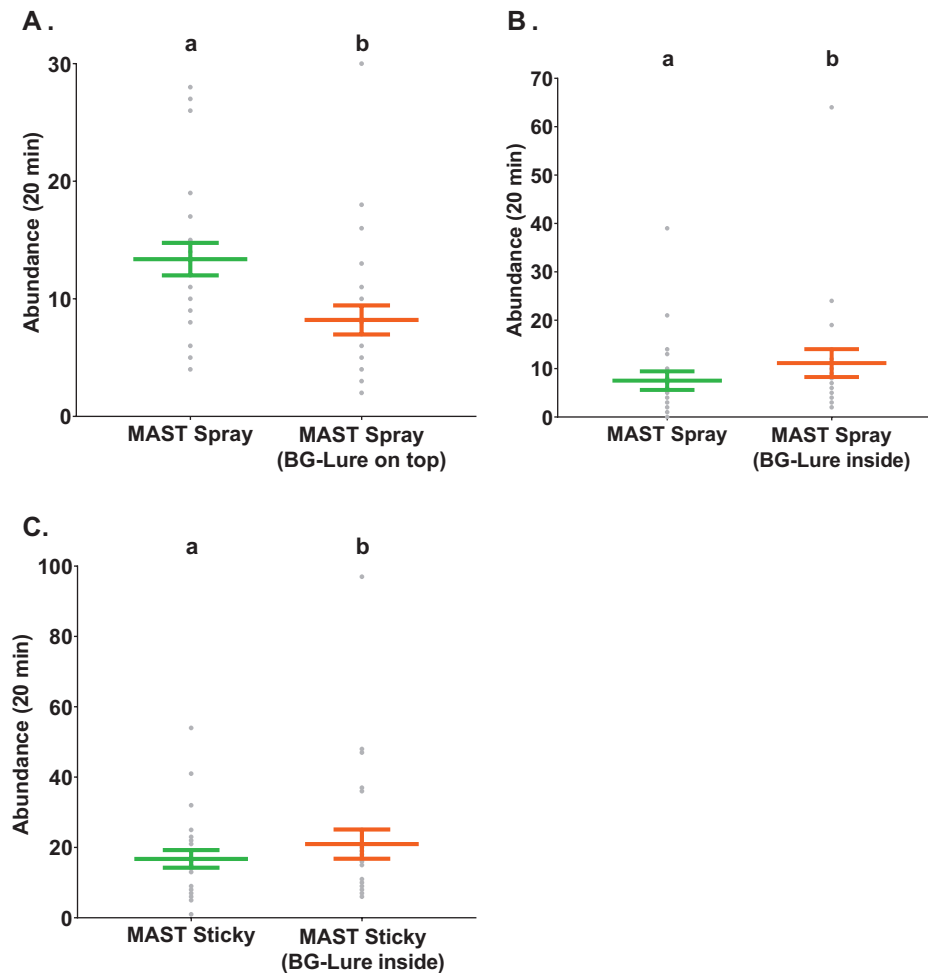 A.
a
b
Abundance (20 min)
30
20
10
0
MAST Spray
MAST Spray
(BG-Lure on top)
B.
a
b
Abundance (20 min)
70
60
50
40
30
20
10
0
MAST Spray
MAST Spray
(BG-Lure inside)
C.
a
b
Abundance (20 min)
100
80
60
40
20
0
MAST Sticky
MAST Sticky
(BG-Lure inside)